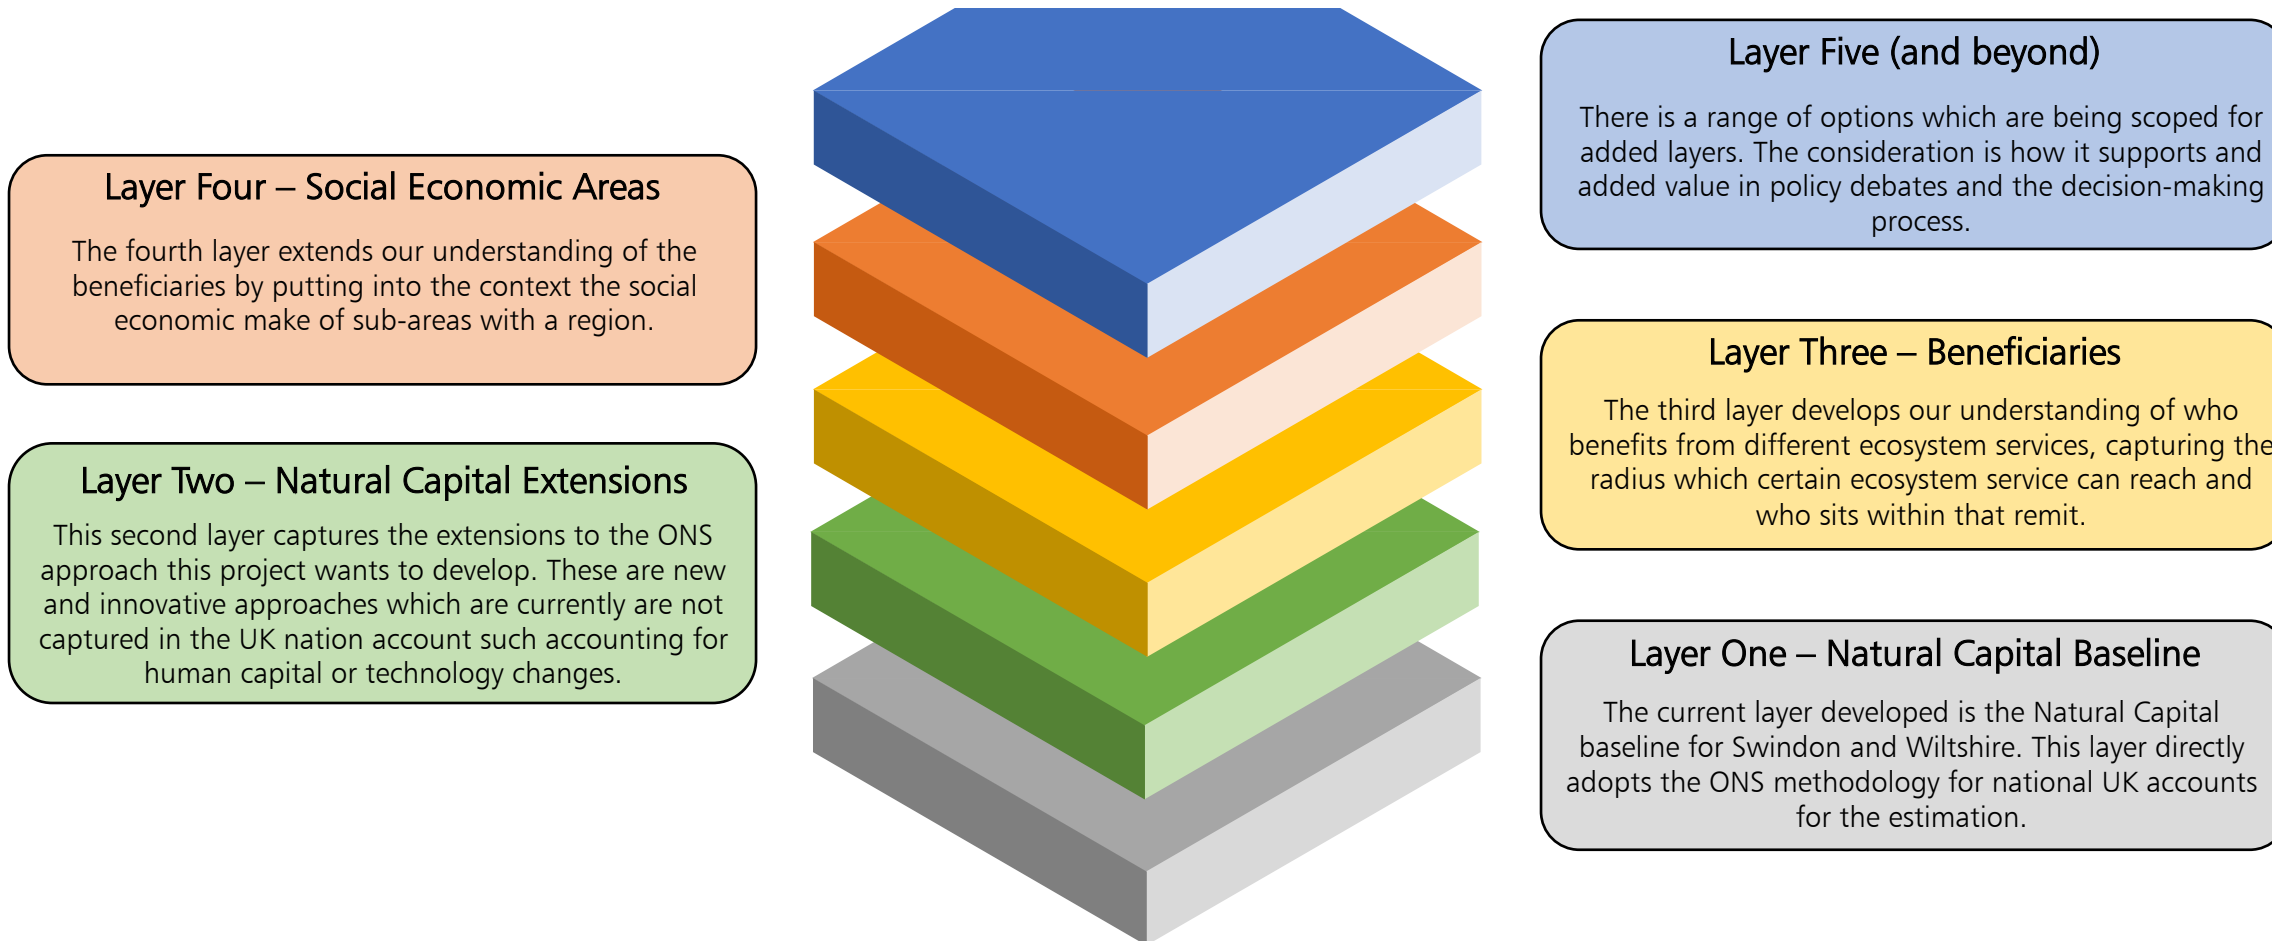 Layer Five (and beyond)
There is a range of options which are being scoped for
added layers. The consideration is how it supports and
added value in policy debates and the decision-making
process.
Layer Four – Social Economic Areas
The fourth layer extends our understanding of the
beneficiaries by putting into the context the social
economic make of sub-areas with a region.
Layer Three – Beneficiaries
The third layer develops our understanding of who
benefits from different ecosystem services, capturing the
radius which certain ecosystem service can reach and
who sits within that remit.
Layer Two – Natural Capital Extensions
This second layer captures the extensions to the ONS
approach this project wants to develop. These are new
and innovative approaches which are currently are not
captured in the UK nation account such accounting for
human capital or technology changes.
Layer One – Natural Capital Baseline
The current layer developed is the Natural Capital
baseline for Swindon and Wiltshire. This layer directly
adopts the ONS methodology for national UK accounts
for the estimation.